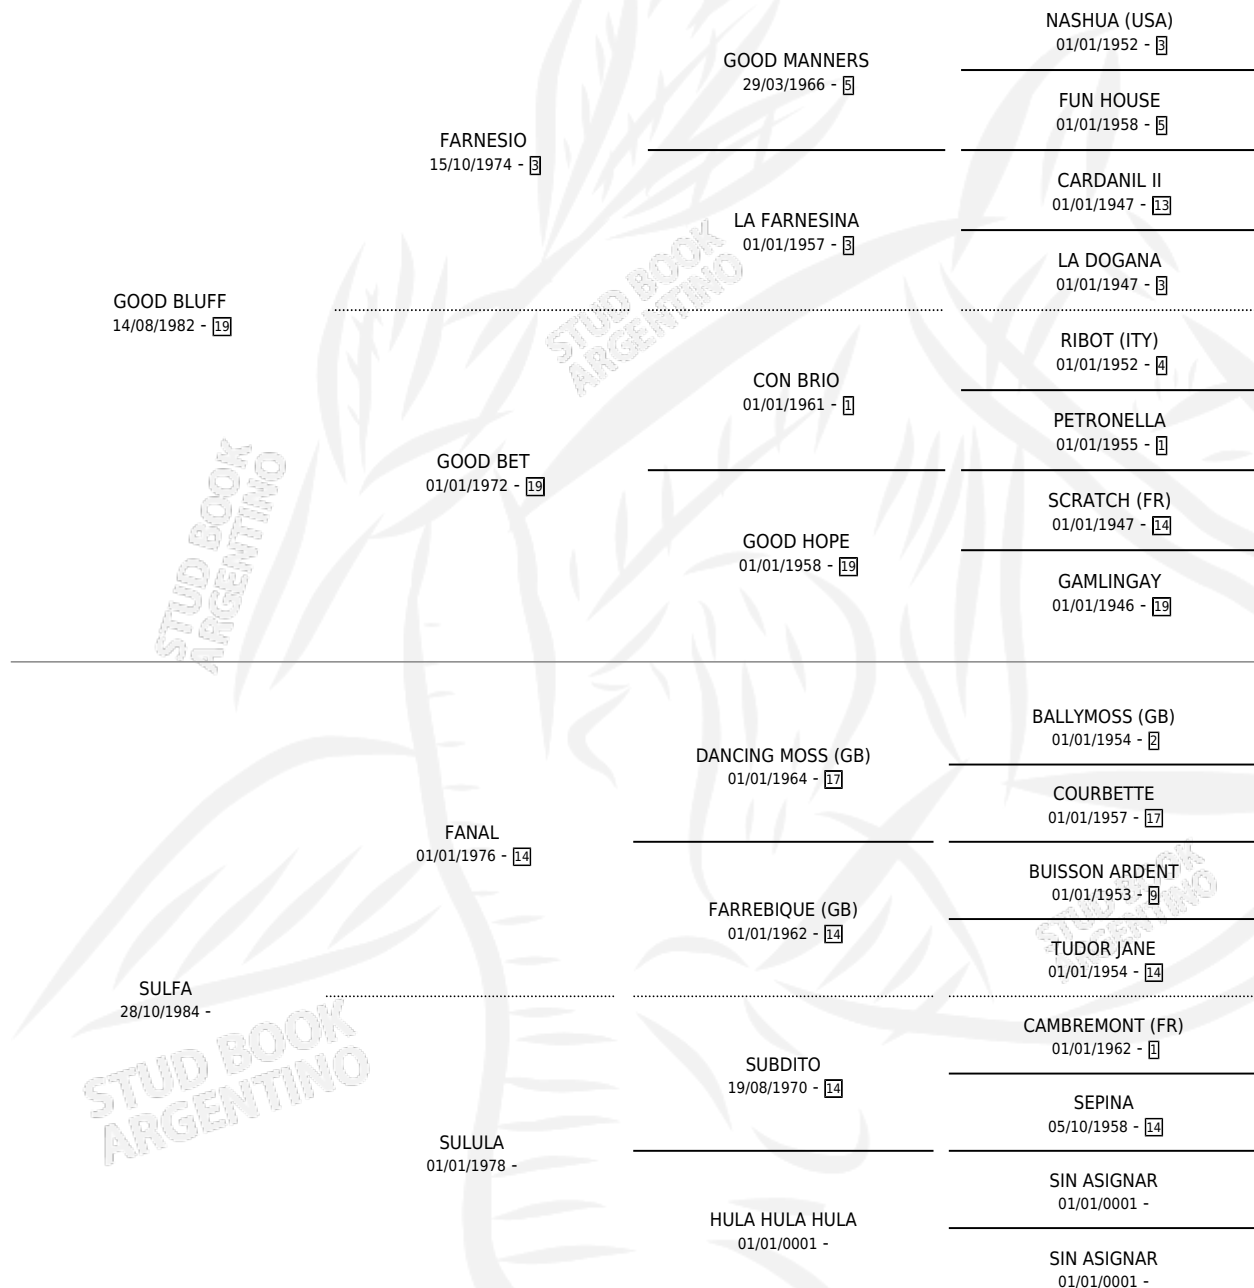 NASHUA (USA)
01/01/1952 - 3
GOOD MANNERS
29/03/1966 - 5
FUN HOUSE
01/01/1958 - 5
FARNESIO
15/10/1974 - 3
CARDANIL II
01/01/1947 - 13
LA FARNESINA
01/01/1957 - 3
LA DOGANA
01/01/1947 - 3
GOOD BLUFF
14/08/1982 - 19
RIBOT (ITY)
01/01/1952 - 4
CON BRIO
01/01/1961 - 1
PETRONELLA
01/01/1955 - 1
GOOD BET
01/01/1972 - 19
SCRATCH (FR)
01/01/1947 - 14
GOOD HOPE
01/01/1958 - 19
GAMLINGAY
01/01/1946 - 19
BALLYMOSS (GB)
01/01/1954 - 2
DANCING MOSS (GB)
01/01/1964 - 17
COURBETTE
01/01/1957 - 17
FANAL
01/01/1976 - 14
BUISSON ARDENT
01/01/1953 - 9
FARREBIQUE (GB)
01/01/1962 - 14
TUDOR JANE
01/01/1954 - 14
SULFA
28/10/1984 -
CAMBREMONT (FR)
01/01/1962 - 1
SUBDITO
19/08/1970 - 14
SEPINA
05/10/1958 - 14
SULULA
01/01/1978 -
SIN ASIGNAR
01/01/0001 -
HULA HULA HULA
01/01/0001 -
SIN ASIGNAR
01/01/0001 -
STUD BOOK
ARGENTINO
STUD BOOK
ARGENTINO
STUD BOOK
ARGENTINO
STUD BOOK
ARGENTINO